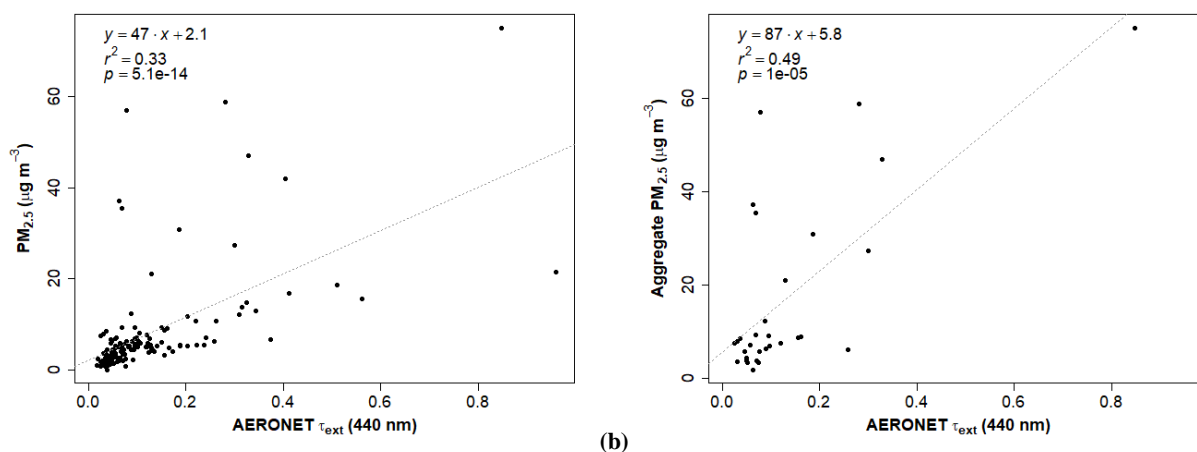 y = 47 · x + 2.1
r² = 0.33
p = 5.1e-14
PM2.5 (μg m⁻³)
60
40
20
0
0.0 0.2 0.4 0.6 0.8
AERONET τext (440 nm)
y = 87 · x + 5.8
r² = 0.49
p = 1e-05
Aggregate PM2.5 (μg m⁻³)
60
40
20
0
0.0 0.2 0.4 0.6 0.8
AERONET τext (440 nm)
(b)